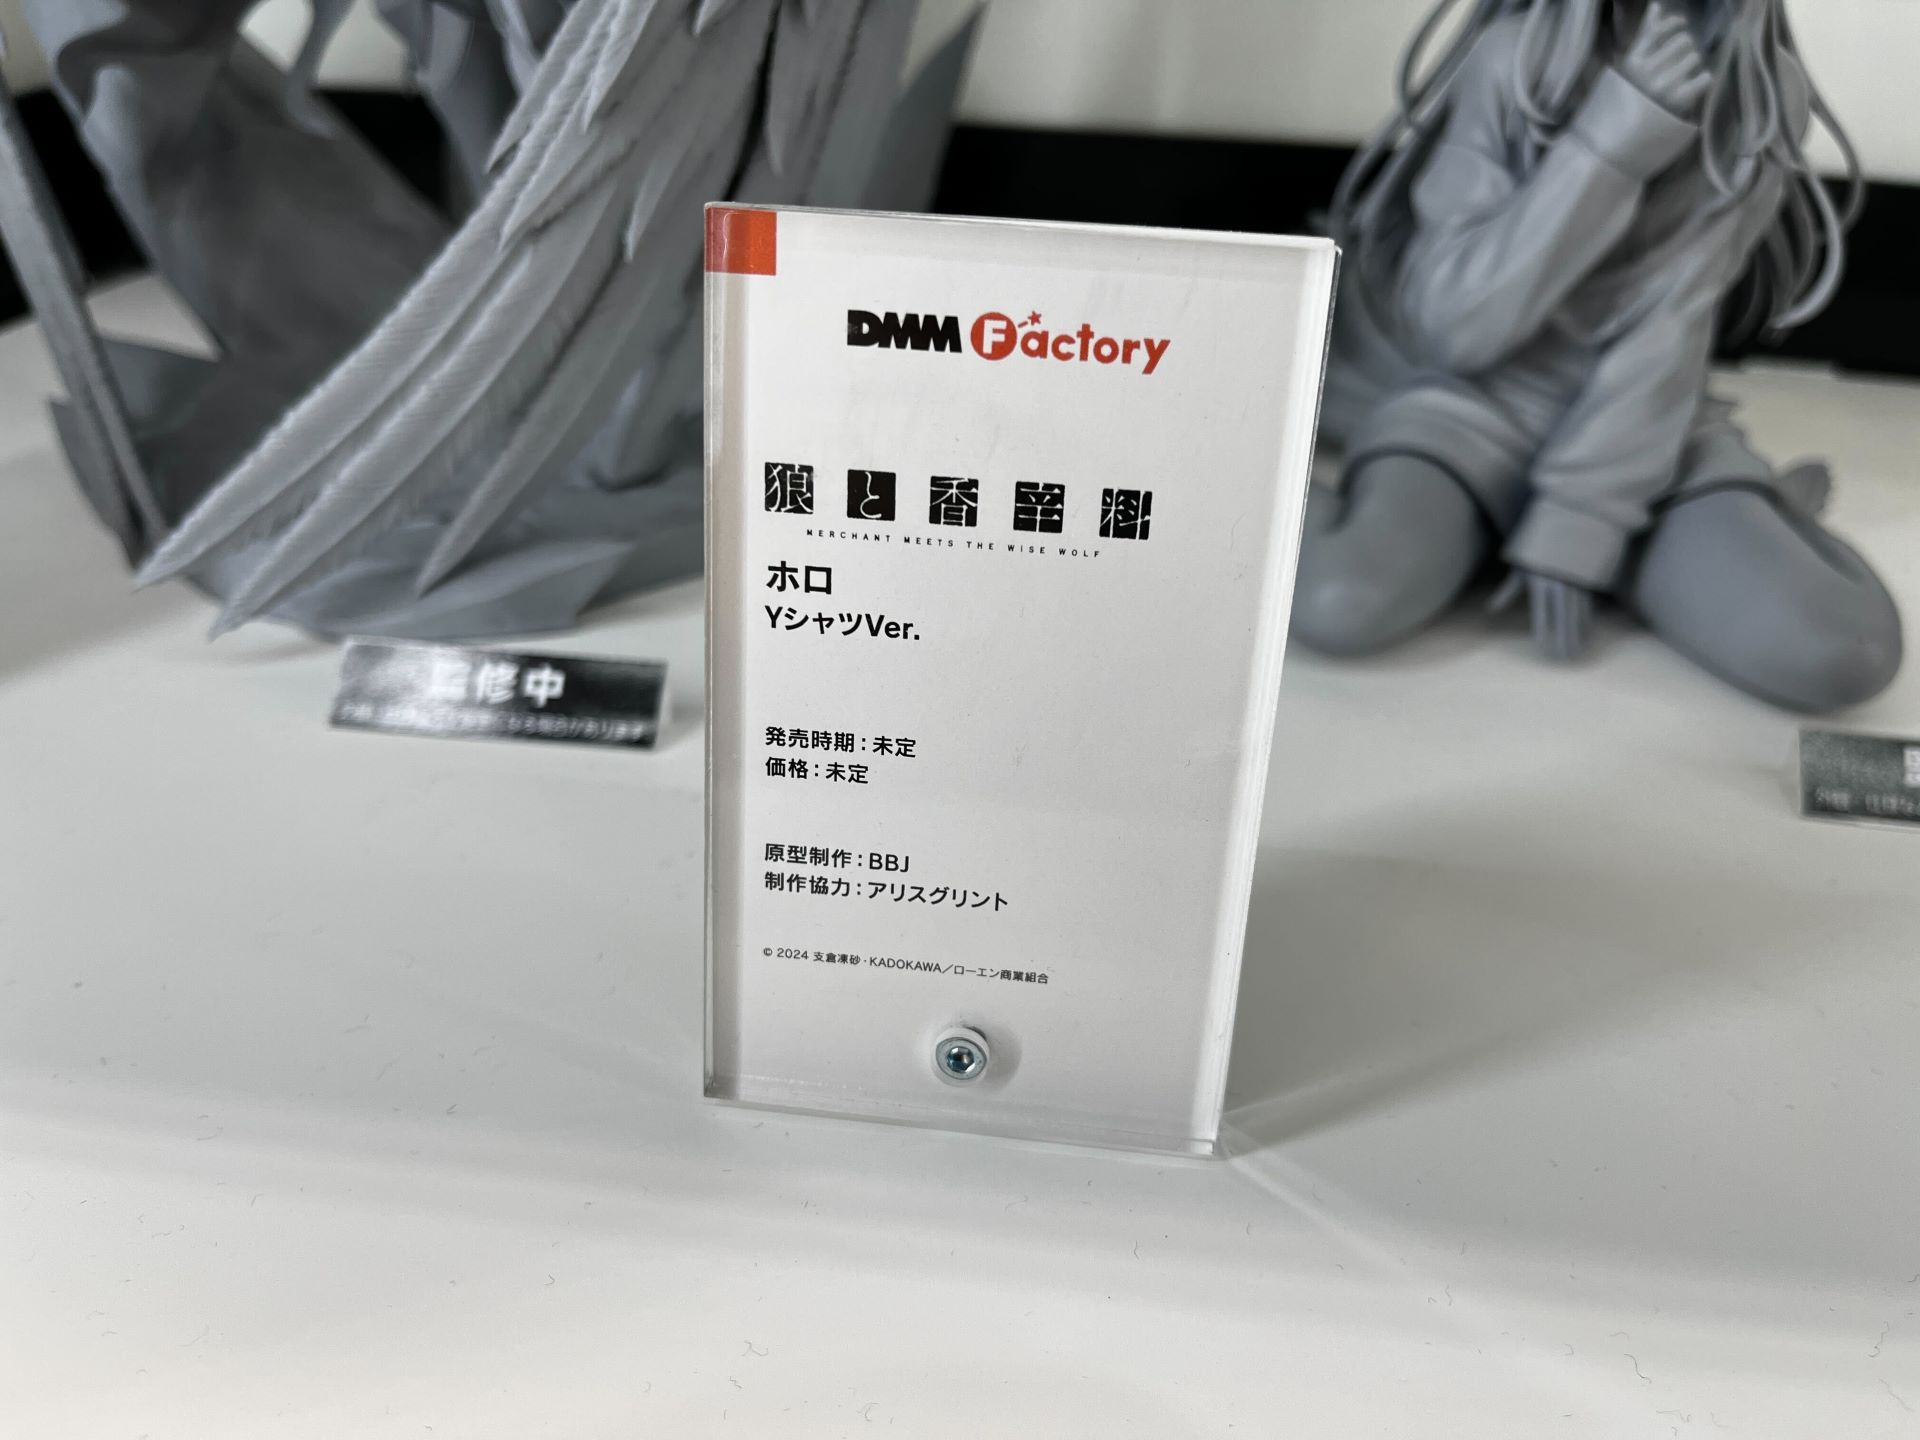 DMM Factory
狼と香辛料
MERCHANT MEETS THE WISE WOLF
ホロ
YシャツVer.
発売時期：未定
価格：未定
原型制作：BBJ
制作協力：アリスグリント
© 2024 支倉凍砂・KADOKAWA／ローエン商業組合
監修中